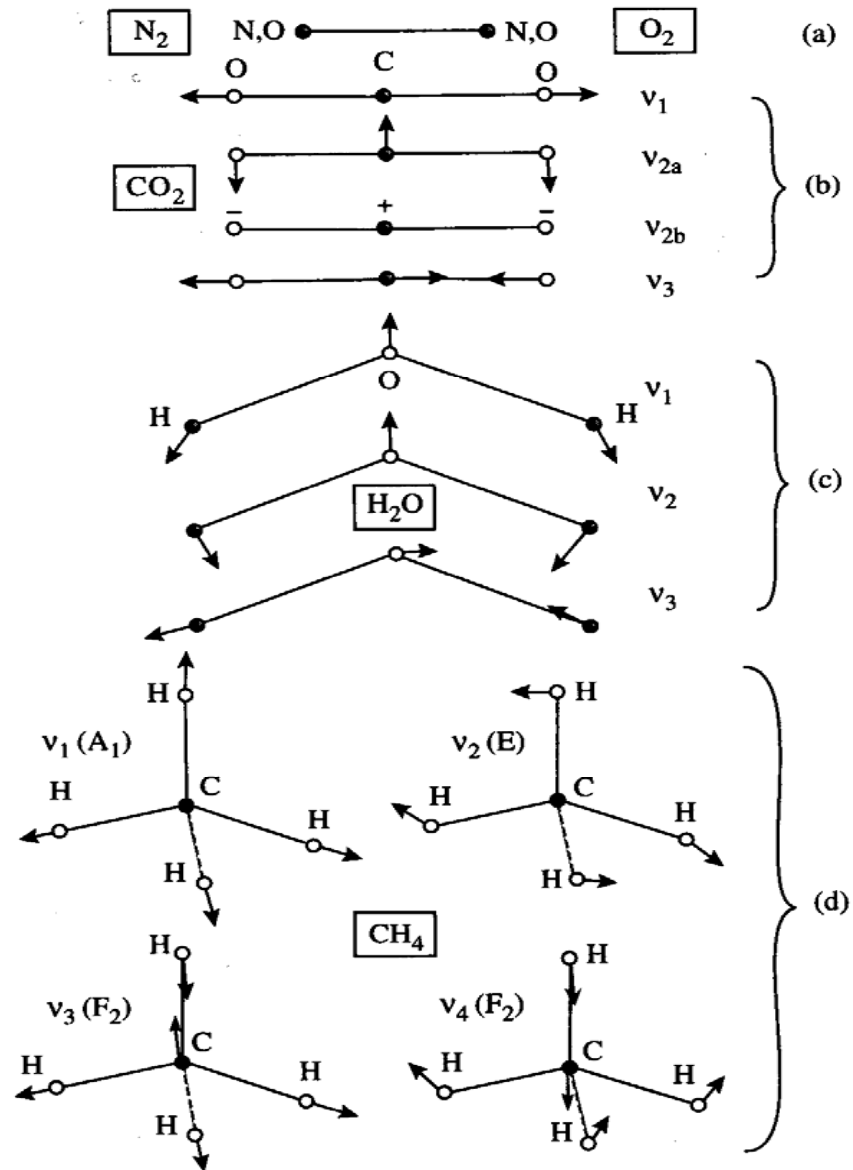 N₂ N,O N,O O₂ (a)
O C O
ν₁
ν₂ₐ
CO₂ (b)
− + −
ν₂b
ν₃
O
H H ν₁
H₂O ν₂ (c)
ν₃
H H
ν₁ (A₁) ν₂ (E)
C C
H H H H
H H
(d)
CH₄
H H
ν₃ (F₂) ν₄ (F₂)
C C
H H H H
H H